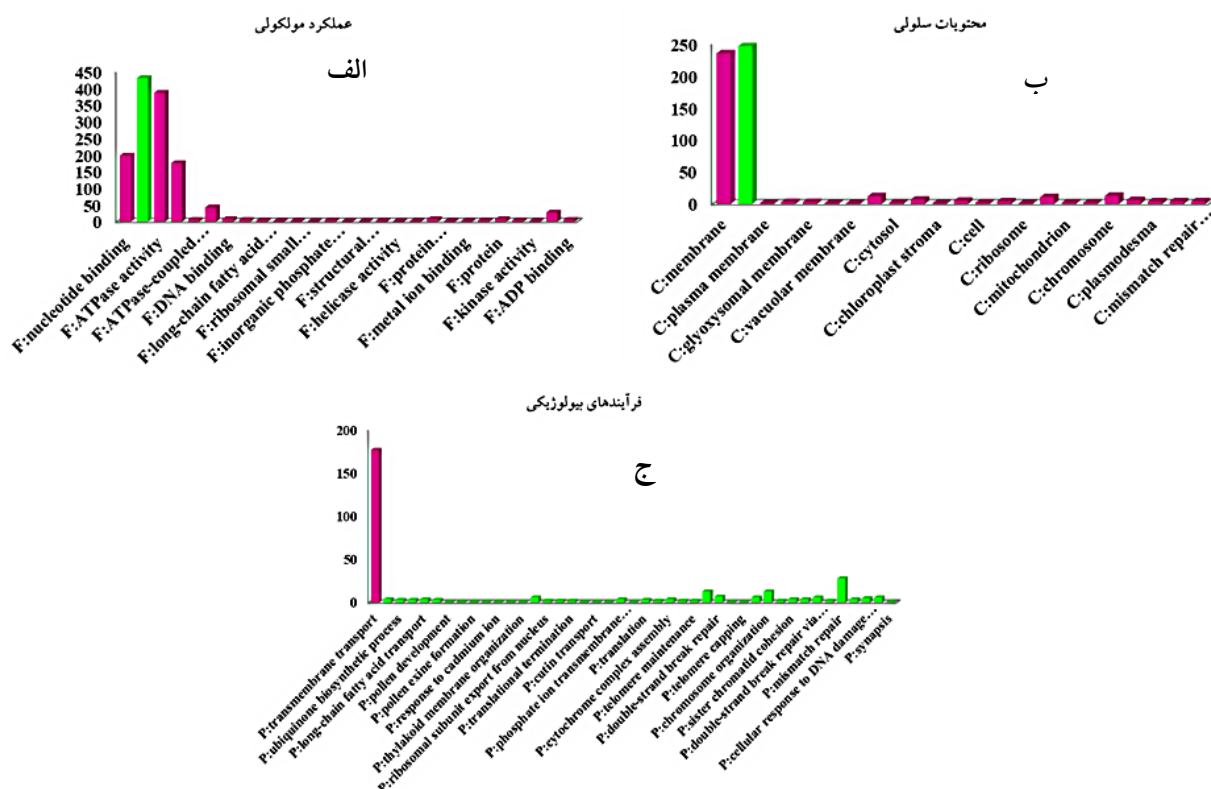 عملکرد مولکولی
الف
450
400
350
300
250
200
150
100
50
0
F:nucleotide binding
F:ATPase activity
F:ATPase-coupled...
F:DNA binding
F:long-chain fatty acid...
F:ribosomal small...
F:inorganic phosphate...
F:structural...
F:helicase activity
F:protein...
F:metal ion binding
F:protein
F:kinase activity
F:ADP binding
محتویات سلولی
ب
250
200
150
100
50
0
C:membrane
C:plasma membrane
C:glyoxysomal membrane
C:vacuolar membrane
C:cytosol
C:chloroplast stroma
C:cell
C:ribosome
C:mitochondrion
C:chromosome
C:plasmodesma
C:mismatch repair...
فرآیندهای بیولوژیکی
ج
200
150
100
50
0
P:transmembrane transport
P:ubiquinone biosynthetic process
P:long-chain fatty acid transport
P:pollen development
P:pollen exine formation
P:response to cadmium ion
P:thylakoid membrane organization
P:ribosomal subunit export from nucleus
P:translational termination
P:cutin transport
P:phosphate ion transmembrane...
P:translation
P:cytochrome complex assembly
P:telomere maintenance
P:double-strand break repair
P:telomere capping
P:chromosome organization
P:sister chromatid cohesion
P:double-strand break repair via...
P:mismatch repair
P:cellular response to DNA damage...
P:synapsis